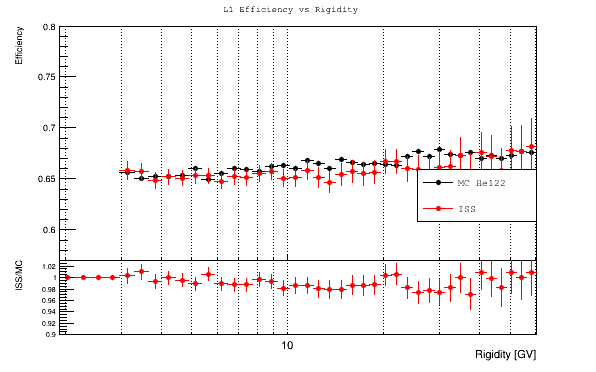 L1 Efficiency vs Rigidity
Efficiency
0.8
0.75
0.7
0.65
0.6
MC He122
ISS
ISS/MC
1.02
1
0.98
0.96
0.94
0.92
0.9
10
Rigidity [GV]